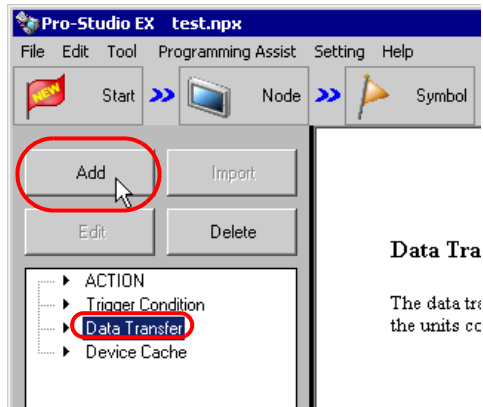 Pro-Studio EX test.npx
File Edit Tool Programming Assist Setting Help
NEW Start Node Symbol
Add Import
Edit Delete
ACTION
Trigger Condition
Data Transfer
Device Cache
Data Tra
The data tra
the units co